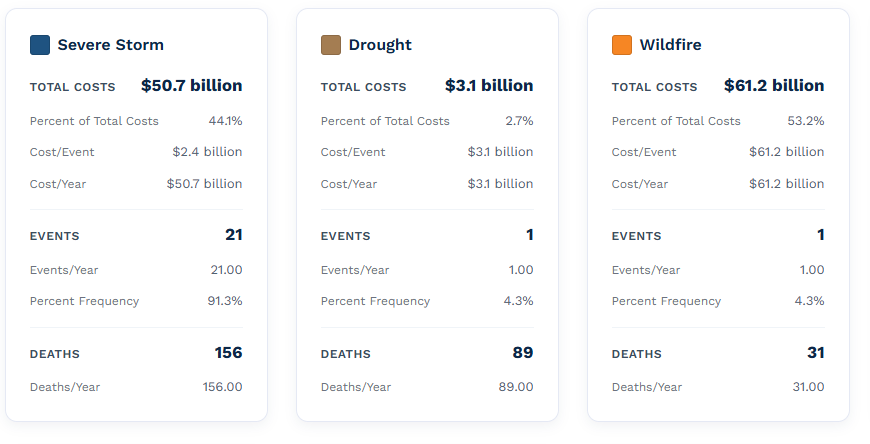 Severe Storm
TOTAL COSTS $50.7 billion
Percent of Total Costs 44.1%
Cost/Event $2.4 billion
Cost/Year $50.7 billion
EVENTS 21
Events/Year 21.00
Percent Frequency 91.3%
DEATHS 156
Deaths/Year 156.00
Drought
TOTAL COSTS $3.1 billion
Percent of Total Costs 2.7%
Cost/Event $3.1 billion
Cost/Year $3.1 billion
EVENTS 1
Events/Year 1.00
Percent Frequency 4.3%
DEATHS 89
Deaths/Year 89.00
Wildfire
TOTAL COSTS $61.2 billion
Percent of Total Costs 53.2%
Cost/Event $61.2 billion
Cost/Year $61.2 billion
EVENTS 1
Events/Year 1.00
Percent Frequency 4.3%
DEATHS 31
Deaths/Year 31.00